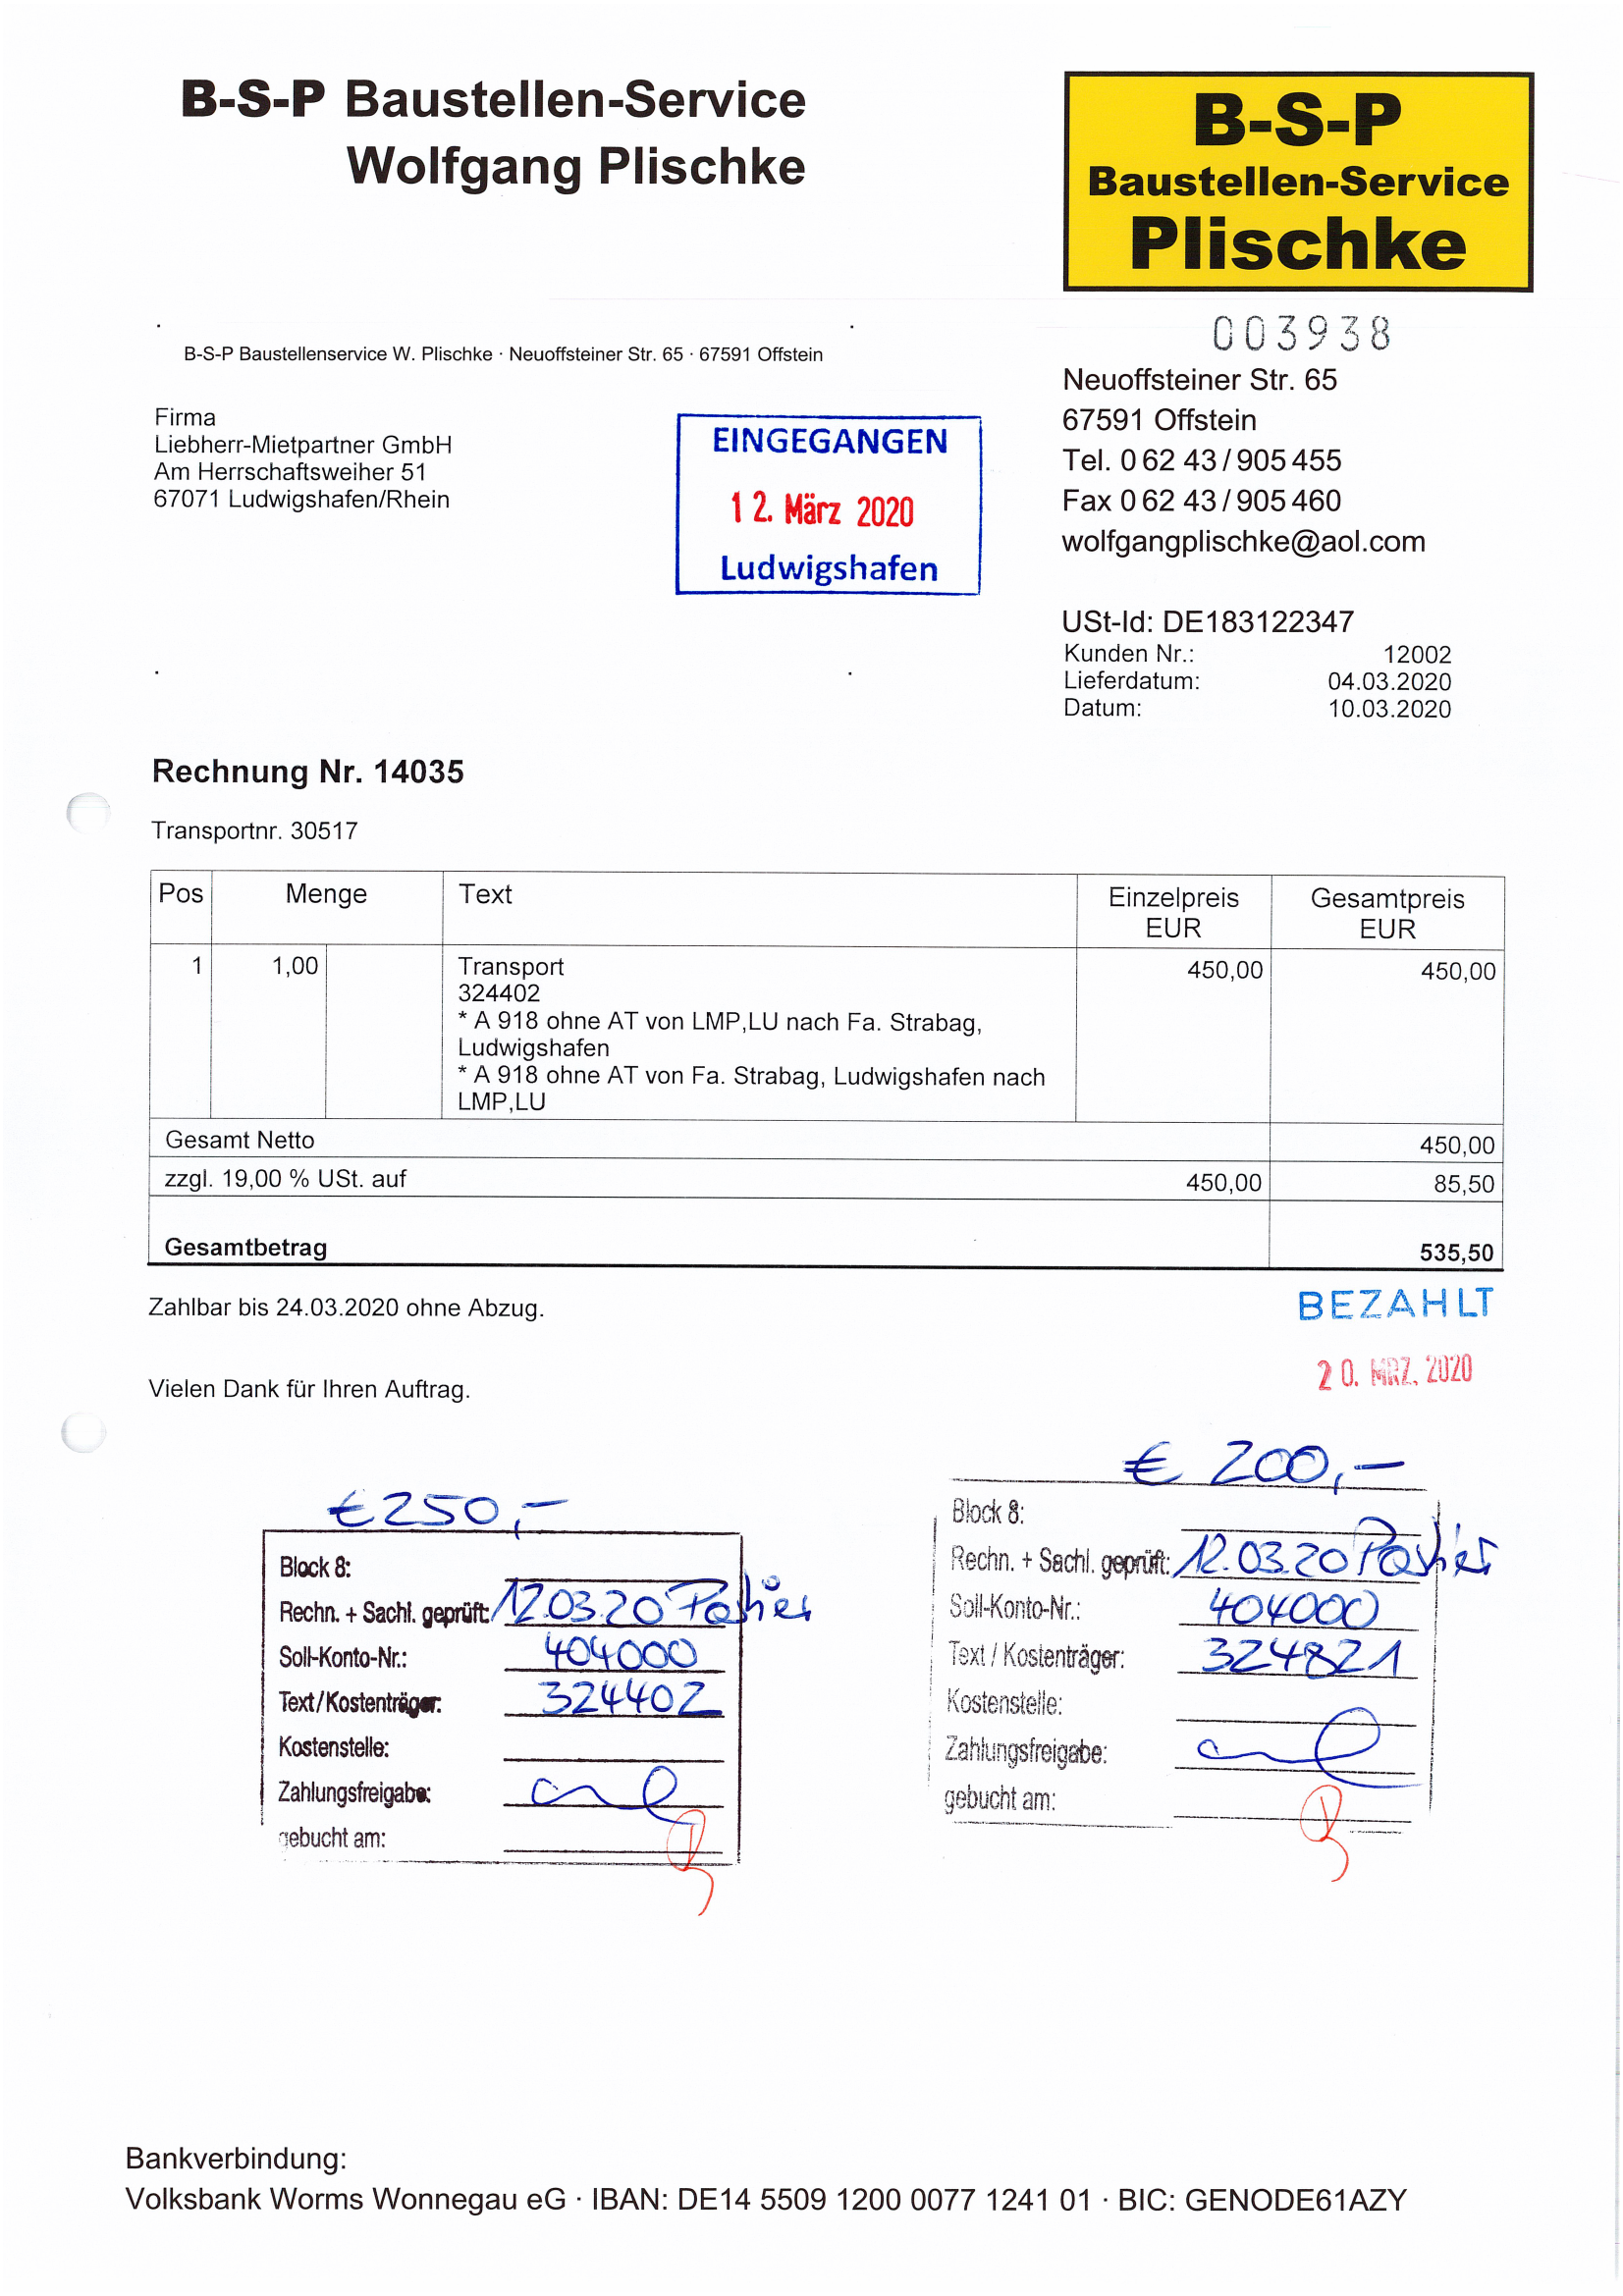 B-S-P Baustellen-Service
Wolfgang Plischke
B-S-P
Baustellen-Service
Plischke
003938
B-S-P Baustellenservice W. Plischke · Neuoffsteiner Str. 65 · 67591 Offstein
Firma
Liebherr-Mietpartner GmbH
Am Herrschaftsweiher 51
67071 Ludwigshafen/Rhein
EINGEGANGEN
12. März 2020
Ludwigshafen
Neuoffsteiner Str. 65
67591 Offstein
Tel. 0 62 43 / 905 455
Fax 0 62 43 / 905 460
wolfgangplischke@aol.com
USt-Id: DE183122347
Kunden Nr.: 12002
Lieferdatum: 04.03.2020
Datum: 10.03.2020
Rechnung Nr. 14035
Transportnr. 30517
Pos Menge Text Einzelpreis Gesamtpreis
EUR EUR
1 1,00 Transport 450,00 450,00
324402
* A 918 ohne AT von LMP,LU nach Fa. Strabag,
Ludwigshafen
* A 918 ohne AT von Fa. Strabag, Ludwigshafen nach
LMP,LU
Gesamt Netto 450,00
zzgl. 19,00 % USt. auf 450,00 85,50
Gesamtbetrag 535,50
Zahlbar bis 24.03.2020 ohne Abzug.
BEZAHLT
20. MRZ. 2020
Vielen Dank für Ihren Auftrag.
€ 250,-
Block 8:
Rechn. + Sachl. geprüft: 12.03.20
Soll-Konto-Nr.: 404000
Text / Kostenträger: 324402
Kostenstelle:
Zahlungsfreigabe:
gebucht am:
€ 200,-
Block 8:
Rechn. + Sachl. geprüft: 12.03.20
Soll-Konto-Nr.: 404000
Text / Kostenträger: 324821
Kostenstelle:
Zahlungsfreigabe:
gebucht am:
Bankverbindung:
Volksbank Worms Wonnegau eG · IBAN: DE14 5509 1200 0077 1241 01 · BIC: GENODE61AZY